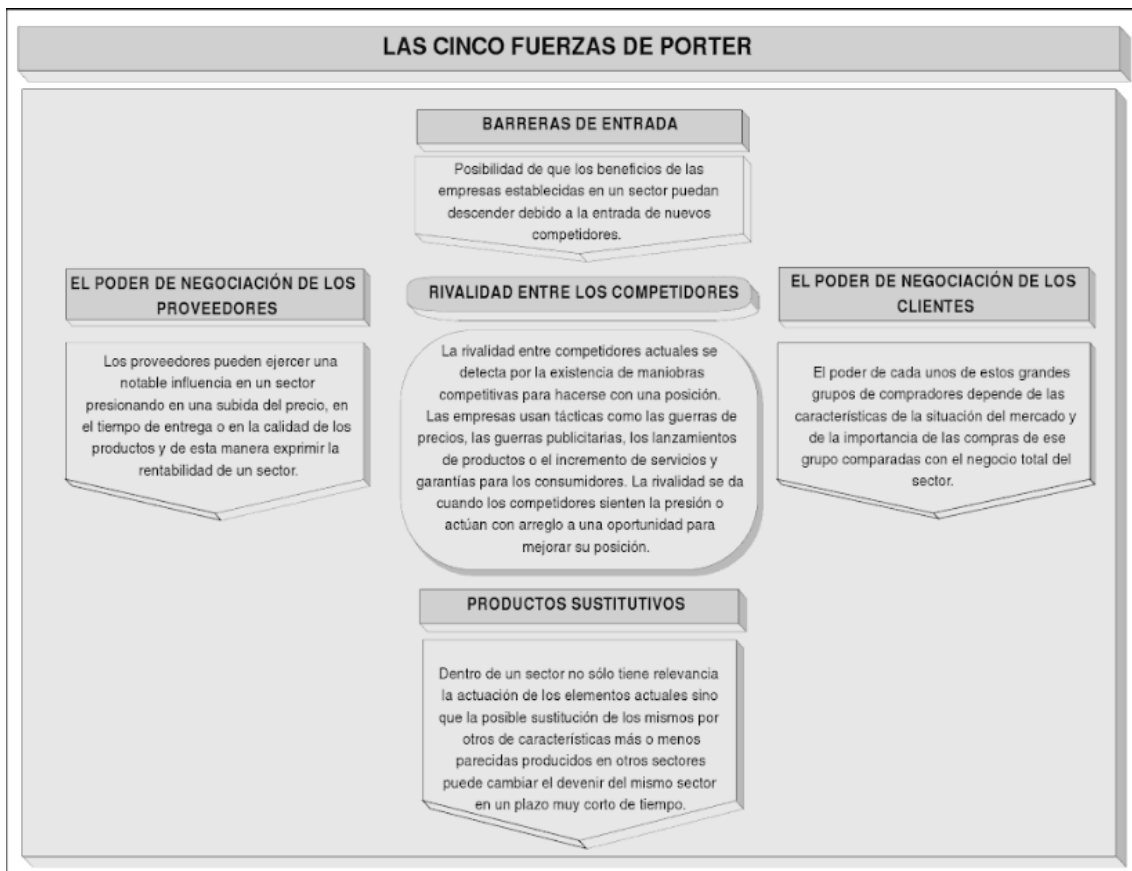 LAS CINCO FUERZAS DE PORTER
BARRERAS DE ENTRADA
Posibilidad de que los beneficios de las
empresas establecidas en un sector puedan
descender debido a la entrada de nuevos
competidores.
EL PODER DE NEGOCIACIÓN DE LOS
PROVEEDORES
Los proveedores pueden ejercer una
notable influencia en un sector
presionando en una subida del precio, en
el tiempo de entrega o en la calidad de los
productos y de esta manera exprimir la
rentabilidad de un sector.
RIVALIDAD ENTRE LOS COMPETIDORES
La rivalidad entre competidores actuales se
detecta por la existencia de maniobras
competitivas para hacerse con una posición.
Las empresas usan tácticas como las guerras de
precios, las guerras publicitarias, los lanzamientos
de productos o el incremento de servicios y
garantías para los consumidores. La rivalidad se da
cuando los competidores sienten la presión o
actúan con arreglo a una oportunidad para
mejorar su posición.
EL PODER DE NEGOCIACIÓN DE LOS
CLIENTES
El poder de cada unos de estos grandes
grupos de compradores depende de las
características de la situación del mercado y
de la importancia de las compras de ese
grupo comparadas con el negocio total del
sector.
PRODUCTOS SUSTITUTIVOS
Dentro de un sector no sólo tiene relevancia
la actuación de los elementos actuales sino
que la posible sustitución de los mismos por
otros de características más o menos
parecidas producidos en otros sectores
puede cambiar el devenir del mismo sector
en un plazo muy corto de tiempo.